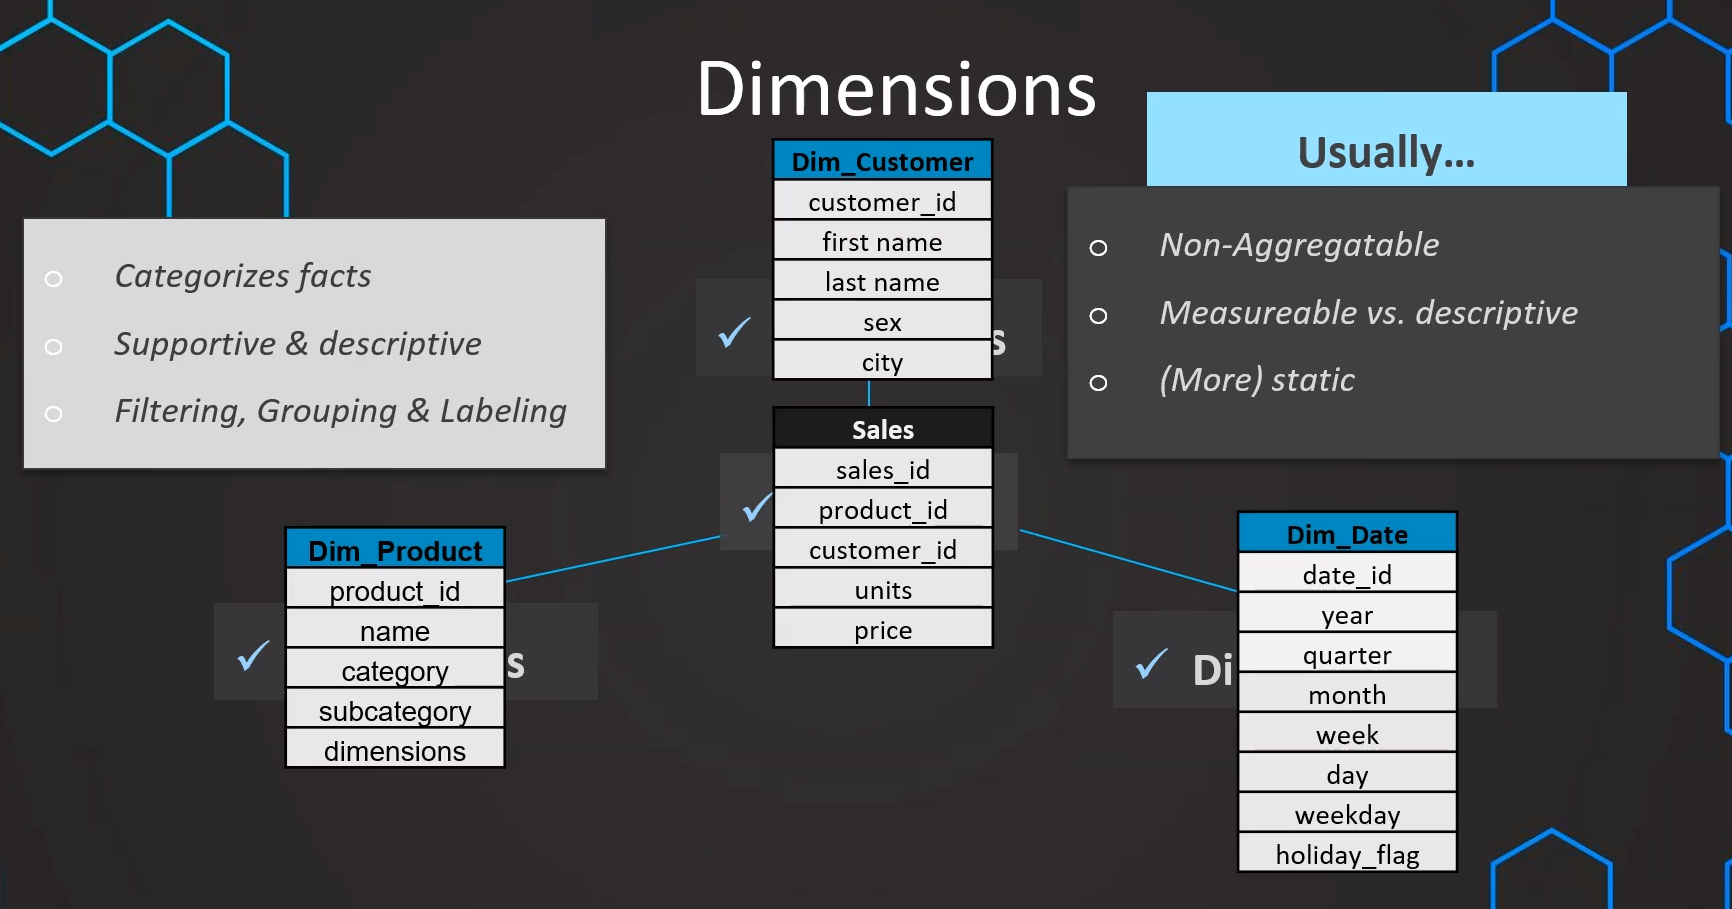 Dimensions
Usually...
Categorizes facts
Supportive & descriptive
Filtering, Grouping & Labeling
Dim_Customer
customer_id
first name
last name
sex
city
Non-Aggregatable
Measureable vs. descriptive
(More) static
Sales
sales_id
product_id
customer_id
units
price
Dim_Product
product_id
name
category
subcategory
dimensions
Dim_Date
date_id
year
quarter
month
week
day
weekday
holiday_flag